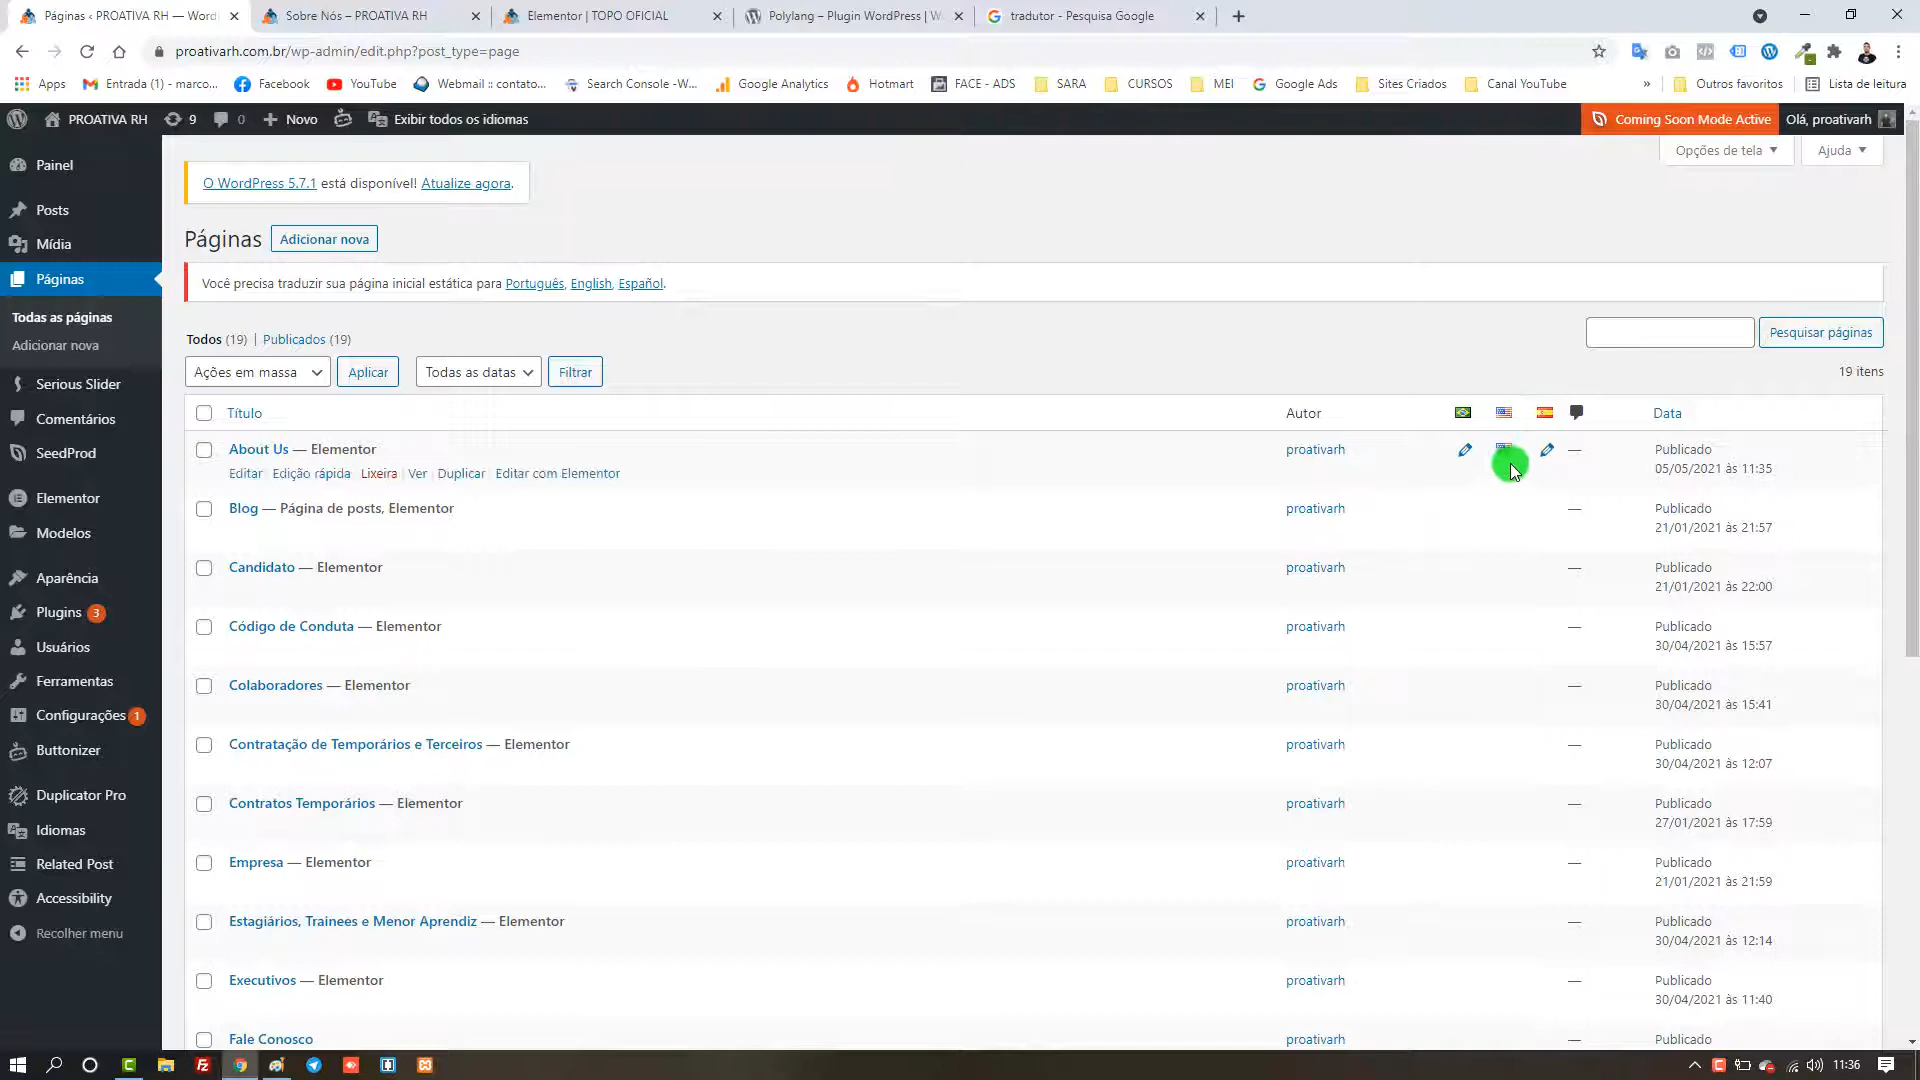 Páginas ‹ PROATIVA RH — Word
Sobre Nós – PROATIVA RH
Elementor | TOPO OFICIAL
Polylang – Plugin WordPress | W
tradutor - Pesquisa Google
proativarh.com.br/wp-admin/edit.php?post_type=page
Apps
Entrada (1) - marco...
Facebook
YouTube
Webmail :: contato...
Search Console -W...
Google Analytics
Hotmart
FACE - ADS
SARA
CURSOS
MEI
Google Ads
Sites Criados
Canal YouTube
»
Outros favoritos
Lista de leitura
PROATIVA RH
9
0
Novo
Exibir todos os idiomas
Coming Soon Mode Active
Olá, proativarh
Painel
Posts
Mídia
Páginas
Todas as páginas
Adicionar nova
Serious Slider
Comentários
SeedProd
Elementor
Modelos
Aparência
Plugins 3
Usuários
Ferramentas
Configurações 1
Buttonizer
Duplicator Pro
Idiomas
Related Post
Accessibility
Recolher menu
Opções de tela
Ajuda
O WordPress 5.7.1 está disponível! Atualize agora.
Páginas
Adicionar nova
Você precisa traduzir sua página inicial estática para Português, English, Español.
Todos (19) | Publicados (19)
Pesquisar páginas
Ações em massa
Aplicar
Todas as datas
Filtrar
19 itens
Título
Autor
Data
About Us — Elementor
Editar Edição rápida Lixeira Ver Duplicar Editar com Elementor
proativarh
—
Publicado
05/05/2021 às 11:35
Blog — Página de posts, Elementor
proativarh
—
Publicado
21/01/2021 às 21:57
Candidato — Elementor
proativarh
—
Publicado
21/01/2021 às 22:00
Código de Conduta — Elementor
proativarh
—
Publicado
30/04/2021 às 15:57
Colaboradores — Elementor
proativarh
—
Publicado
30/04/2021 às 15:41
Contratação de Temporários e Terceiros — Elementor
proativarh
—
Publicado
30/04/2021 às 12:07
Contratos Temporários — Elementor
proativarh
—
Publicado
27/01/2021 às 17:59
Empresa — Elementor
proativarh
—
Publicado
21/01/2021 às 21:59
Estagiários, Trainees e Menor Aprendiz — Elementor
proativarh
—
Publicado
30/04/2021 às 12:14
Executivos — Elementor
proativarh
—
Publicado
30/04/2021 às 11:40
Fale Conosco
proativarh
—
Publicado
11:36